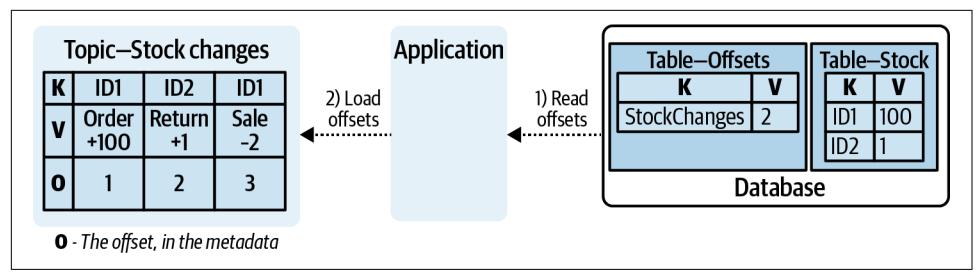 Topic—Stock changes
K ID1 ID2 ID1
V Order +100 Return +1 Sale -2
O 1 2 3
O - The offset, in the metadata
2) Load
offsets
Application
1) Read
offsets
Table—Offsets
K V
StockChanges 2
Table—Stock
K V
ID1 100
ID2 1
Database